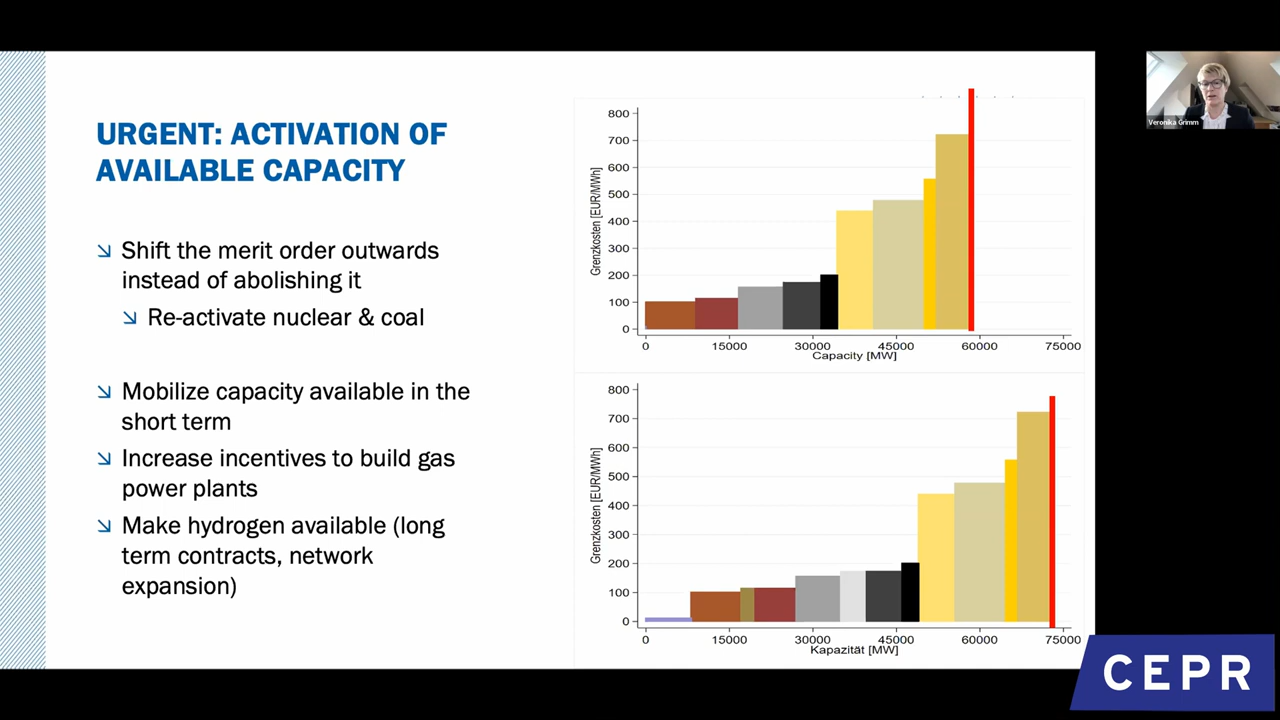 URGENT: ACTIVATION OF
AVAILABLE CAPACITY
Shift the merit order outwards
instead of abolishing it
Re-activate nuclear & coal
Mobilize capacity available in the
short term
Increase incentives to build gas
power plants
Make hydrogen available (long
term contracts, network
expansion)
Grenzkosten [EUR/MWh]
800
700
600
500
400
300
200
100
0
0 15000 30000 45000 60000 75000
Capacity [MW]
Grenzkosten [EUR/MWh]
800
700
600
500
400
300
200
100
0
0 15000 30000 45000 60000 75000
Kapazität [MW]
Veronika Grimm
CEPR